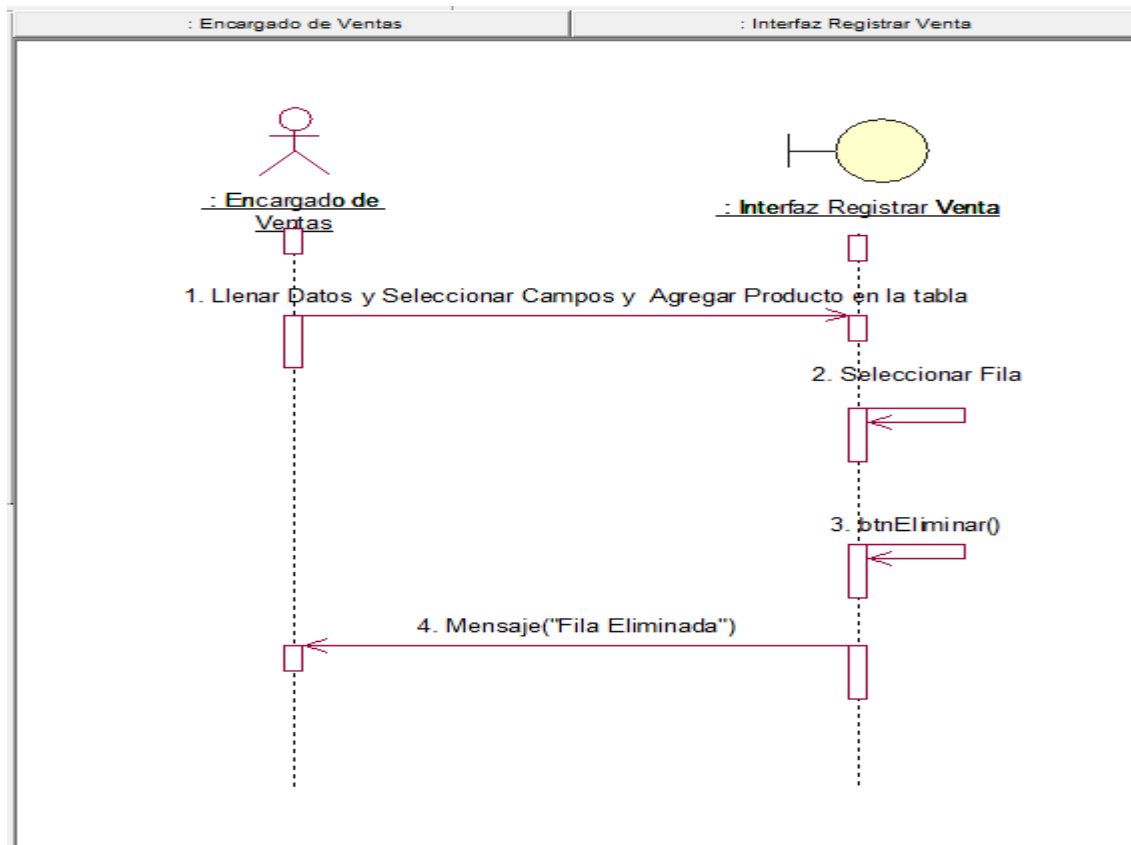 : Encargado de Ventas
: Interfaz Registrar Venta
: Encargado de
Ventas
: Interfaz Registrar Venta
1. Llenar Datos y Seleccionar Campos y Agregar Producto en la tabla
2. Seleccionar Fila
3. btnEliminar()
4. Mensaje("Fila Eliminada")